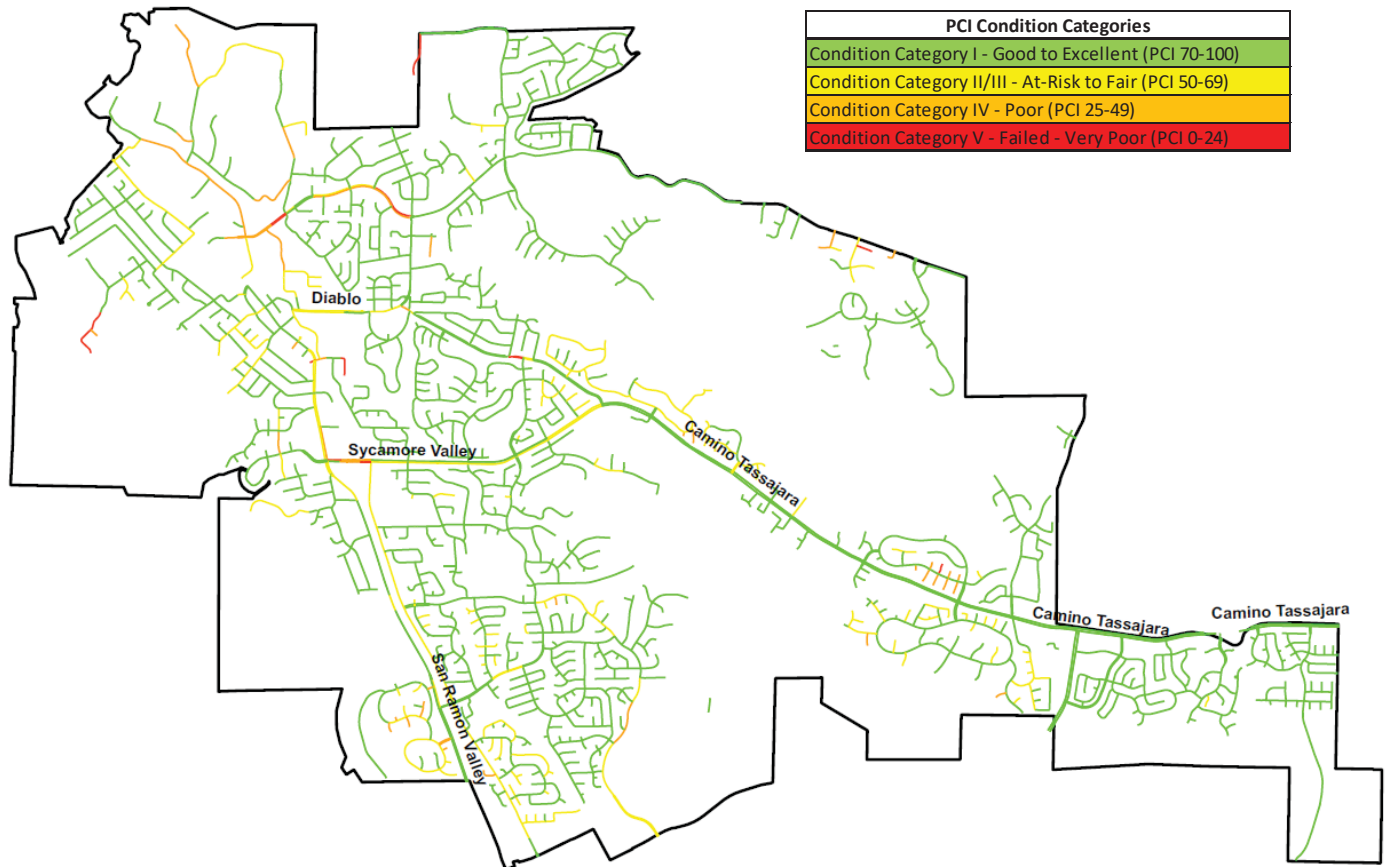 PCI Condition Categories
Condition Category I - Good to Excellent (PCI 70-100)
Condition Category II/III - At-Risk to Fair (PCI 50-69)
Condition Category IV - Poor (PCI 25-49)
Condition Category V - Failed - Very Poor (PCI 0-24)
Diablo
Sycamore Valley
Camino Tassajara
Camino Tassajara
Camino Tassajara
San Ramon Valley